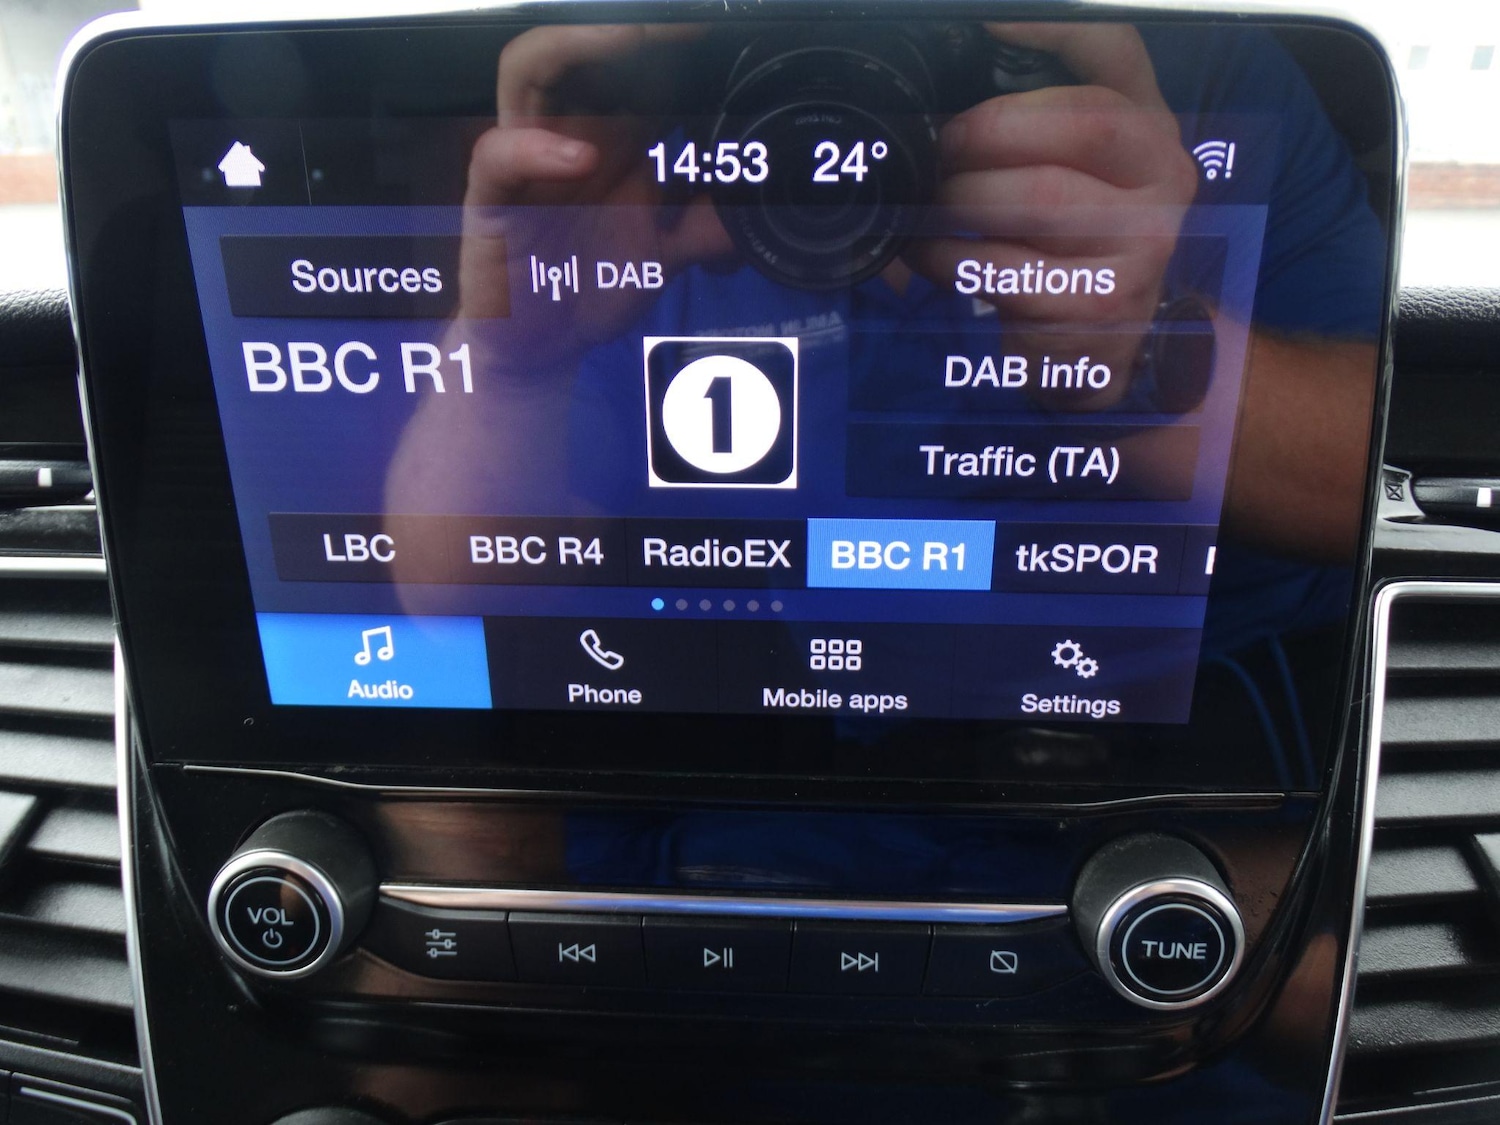 14:53 24°
Sources DAB Stations
BBC R1
1
DAB info
Traffic (TA)
LBC BBC R4 RadioEX BBC R1 tkSPOR
Audio Phone Mobile apps Settings
VOL
TUNE